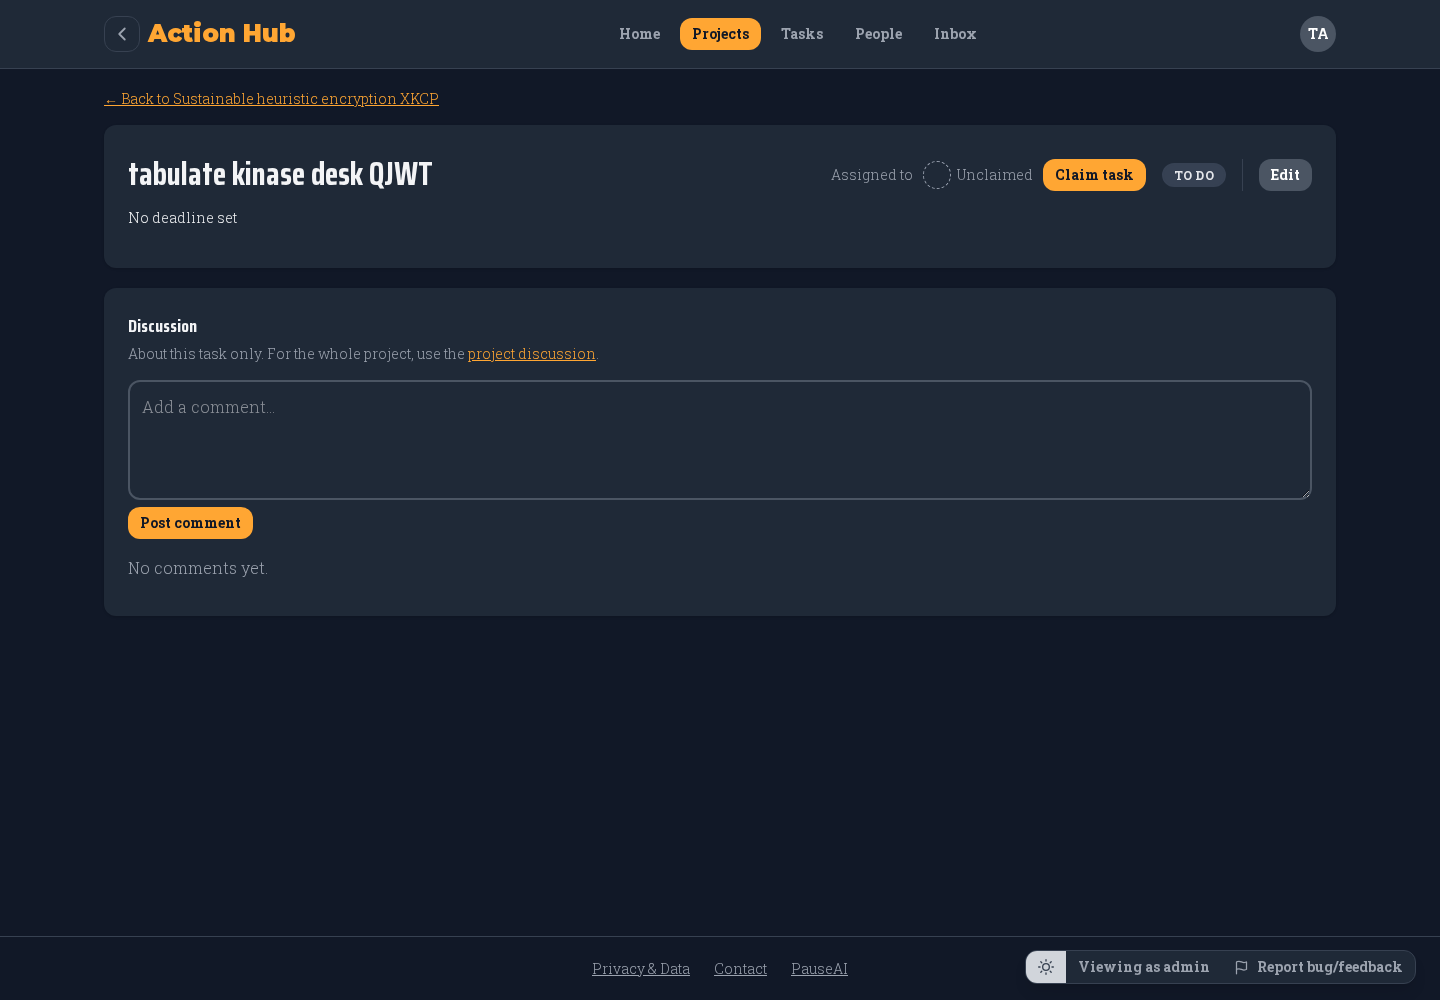 Action Hub
Home Projects Tasks People Inbox
TA
← Back to Sustainable heuristic encryption XKCP
tabulate kinase desk QJWT
Assigned to Unclaimed Claim task TO DO Edit
No deadline set
Discussion
About this task only. For the whole project, use the project discussion.
Add a comment...
Post comment
No comments yet.
Privacy & Data Contact PauseAI
Viewing as admin Report bug/feedback